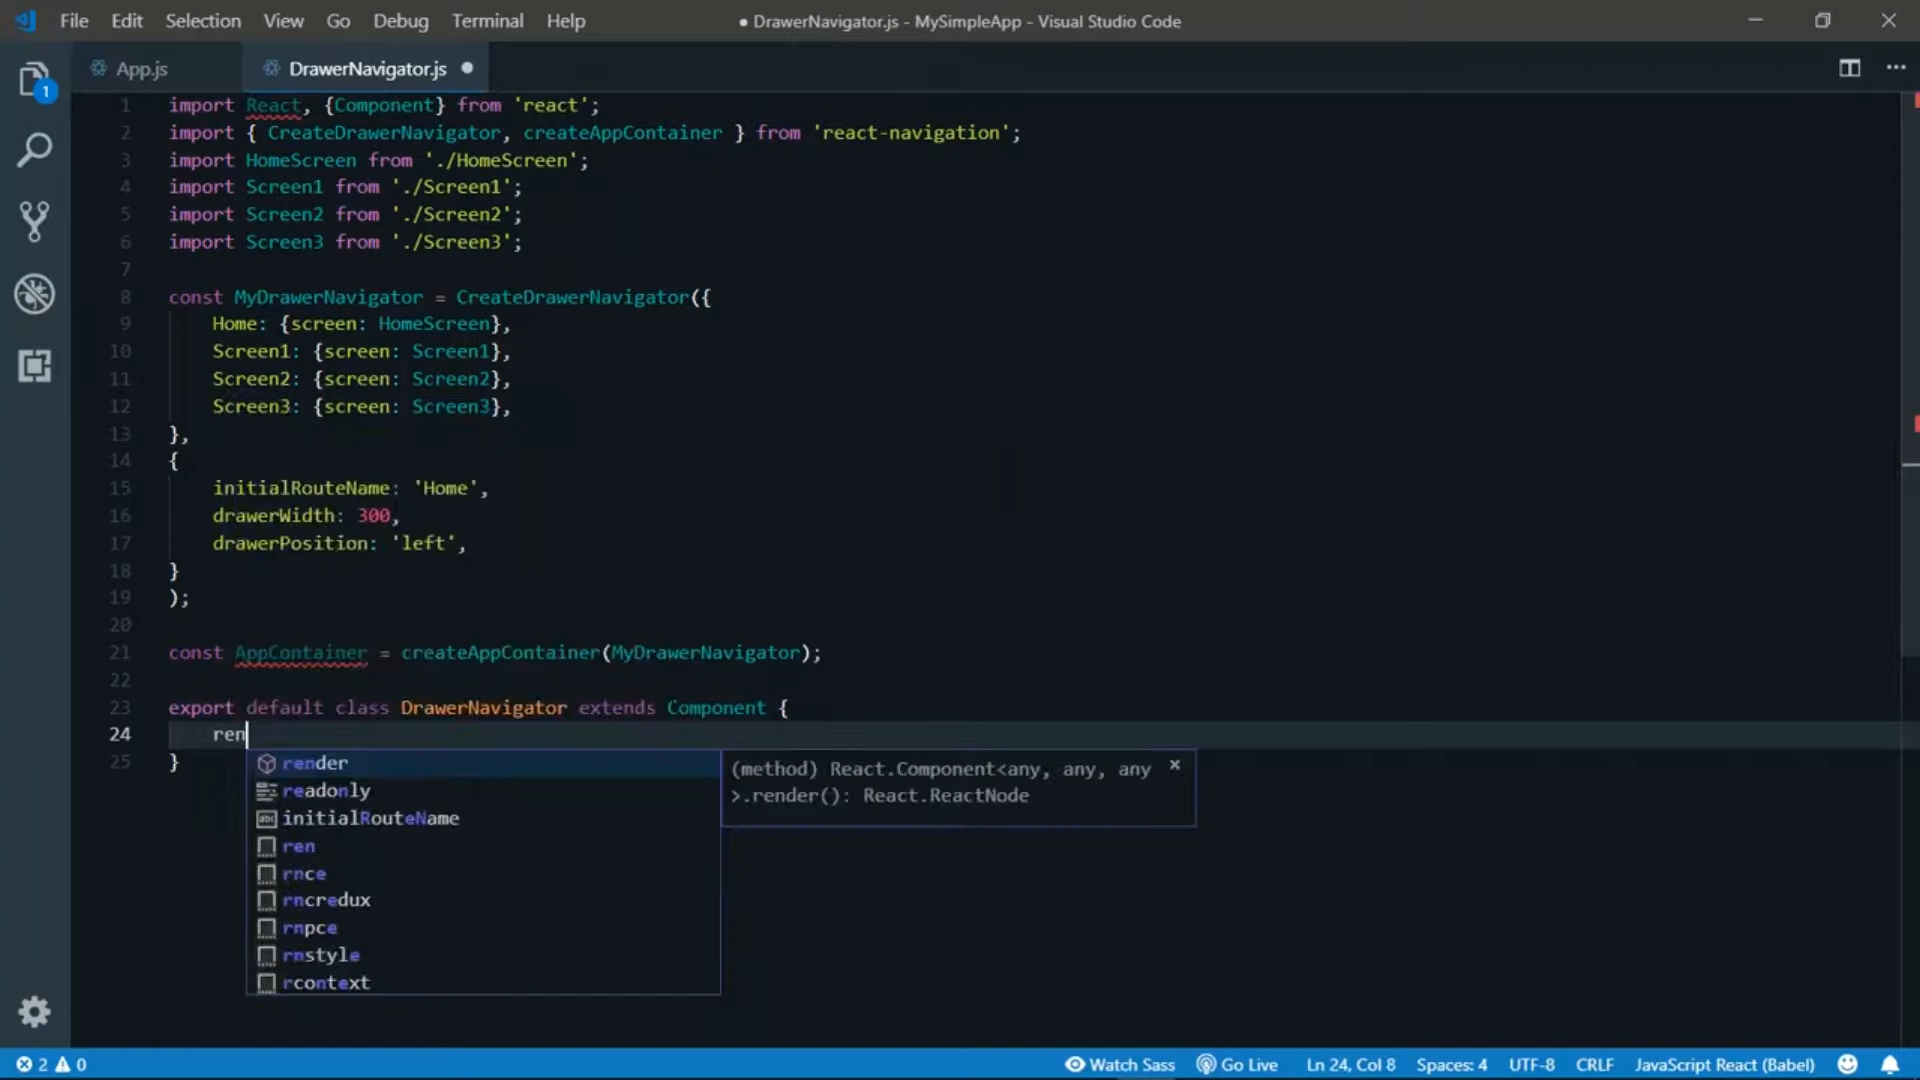 File Edit Selection View Go Debug Terminal Help
● DrawerNavigator.js - MySimpleApp - Visual Studio Code
App.js
DrawerNavigator.js
1
1 import React, {Component} from 'react';
2 import { CreateDrawerNavigator, createAppContainer } from 'react-navigation';
3 import HomeScreen from './HomeScreen';
4 import Screen1 from './Screen1';
5 import Screen2 from './Screen2';
6 import Screen3 from './Screen3';
7
8 const MyDrawerNavigator = CreateDrawerNavigator({
9 Home: {screen: HomeScreen},
10 Screen1: {screen: Screen1},
11 Screen2: {screen: Screen2},
12 Screen3: {screen: Screen3},
13 },
14 {
15 initialRouteName: 'Home',
16 drawerWidth: 300,
17 drawerPosition: 'left',
18 }
19 );
20
21 const AppContainer = createAppContainer(MyDrawerNavigator);
22
23 export default class DrawerNavigator extends Component {
24 ren
25 }
render
readonly
abc initialRouteName
ren
rnce
rncredux
rnpce
rnstyle
rcontext
(method) React.Component<any, any, any
>.render(): React.ReactNode
2 0
Watch Sass Go Live Ln 24, Col 8 Spaces: 4 UTF-8 CRLF JavaScript React (Babel)